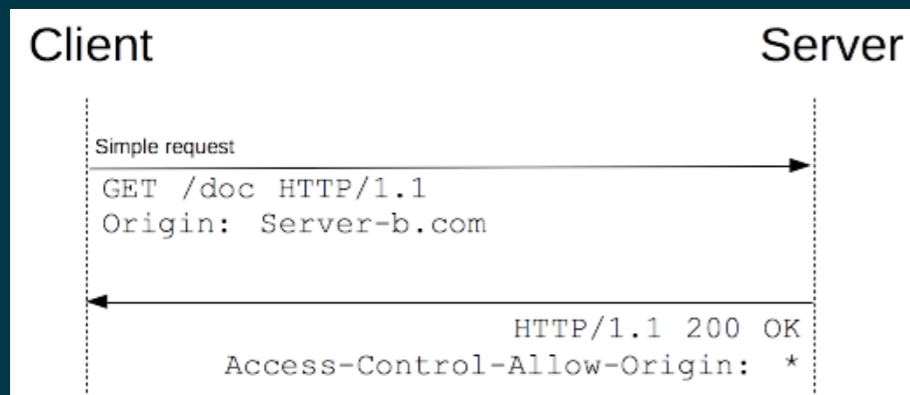 Client
Server
Simple request
GET /doc HTTP/1.1
Origin: Server-b.com
HTTP/1.1 200 OK
Access-Control-Allow-Origin: *